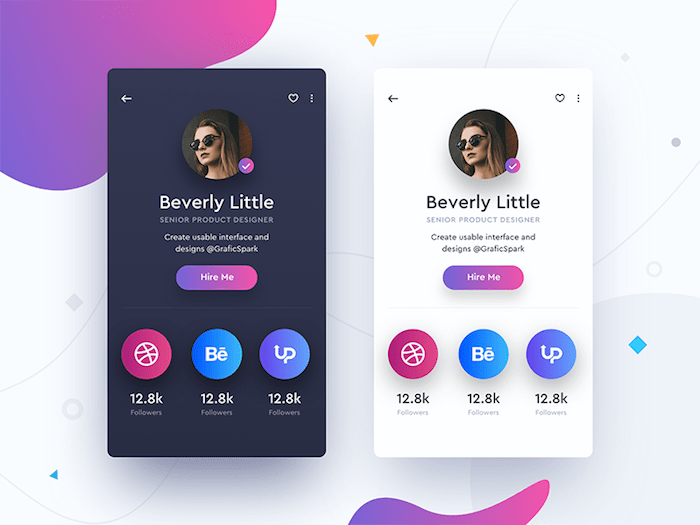 Beverly Little
SENIOR PRODUCT DESIGNER
Create usable interface and
designs @GraficSpark
Hire Me
Bē
12.8k
Followers
12.8k
Followers
12.8k
Followers
Beverly Little
SENIOR PRODUCT DESIGNER
Create usable interface and
designs @GraficSpark
Hire Me
Bē
12.8k
Followers
12.8k
Followers
12.8k
Followers